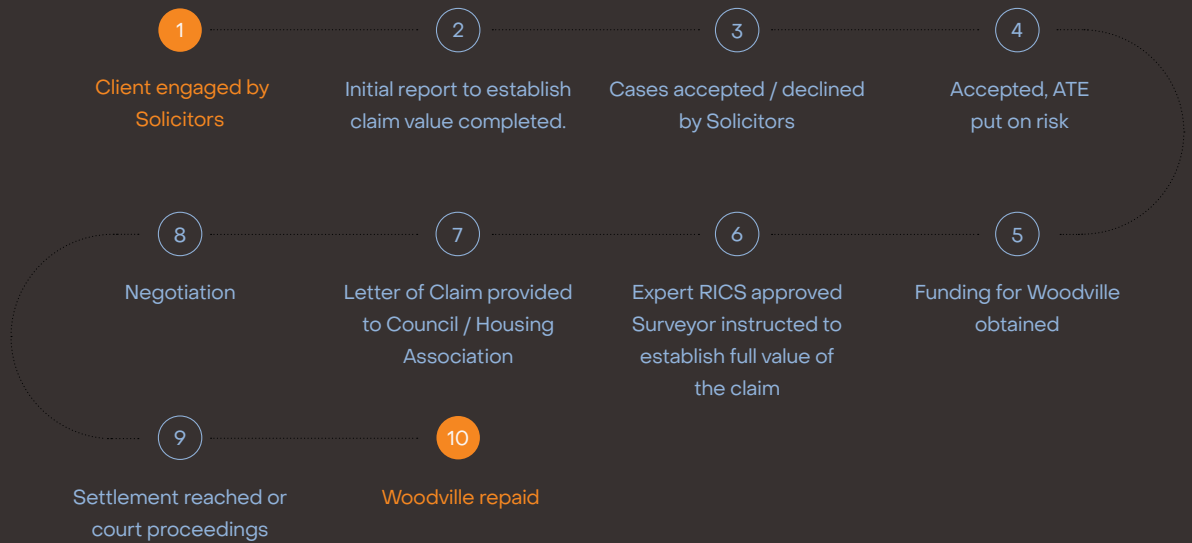 1
Client engaged by
Solicitors
2
Initial report to establish
claim value completed.
3
Cases accepted / declined
by Solicitors
4
Accepted, ATE
put on risk
5
Funding for Woodville
obtained
6
Expert RICS approved
Surveyor instructed to
establish full value of
the claim
7
Letter of Claim provided
to Council / Housing
Association
8
Negotiation
9
Settlement reached or
court proceedings
10
Woodville repaid